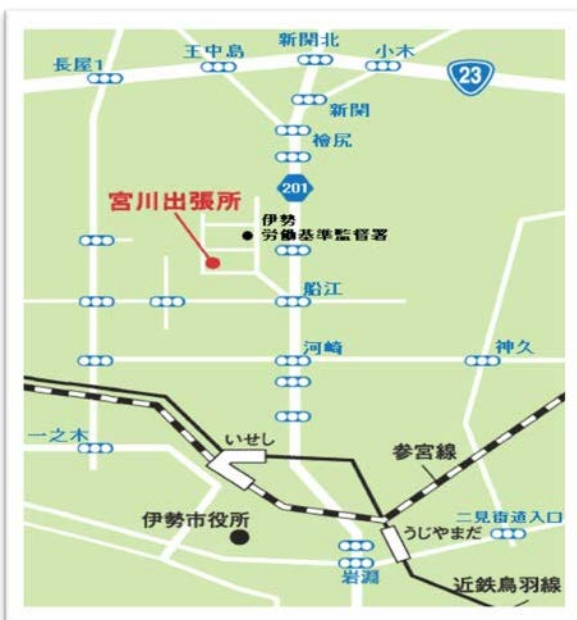 新開北
長屋1
王中島
小木
23
新開
檜尻
201
宮川出張所
伊勢
労働基準監督署
船江
河崎
神久
一之木
いせし
参宮線
伊勢市役所
うじやまだ
二見街道入口
岩淵
近鉄鳥羽線